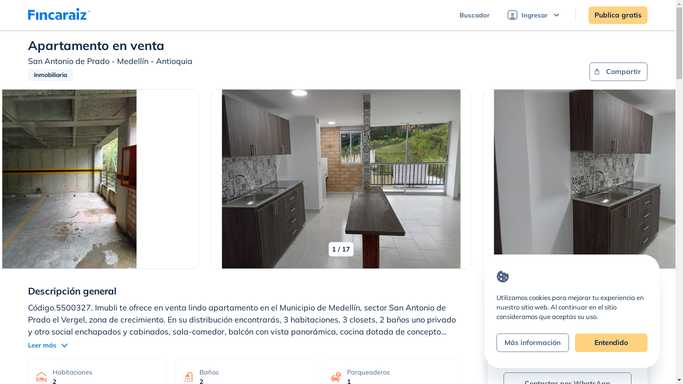 Fincaraiz
Buscador
Ingresar
Publica gratis
Apartamento en venta
San Antonio de Prado - Medellín - Antioquia
Inmobiliaria
Compartir
1 / 17
Descripción general
Código.5500327. Imubli te ofrece en venta lindo apartamento en el Municipio de Medellín, sector San Antonio de
Prado el Vergel, zona de crecimiento. En su distribución encontrarás, 3 habitaciones, 3 closets, 2 baños uno privado
y otro social enchapados y cabinados, sala-comedor, balcón con vista panorámica, cocina dotada de concepto...
Leer más
Habitaciones
2
Baños
2
Parqueaderos
1
Utilizamos cookies para mejorar tu experiencia en
nuestro sitio web. Al continuar en el sitio
consideramos que aceptas su uso.
Más información
Entendido
Contactar por WhatsApp